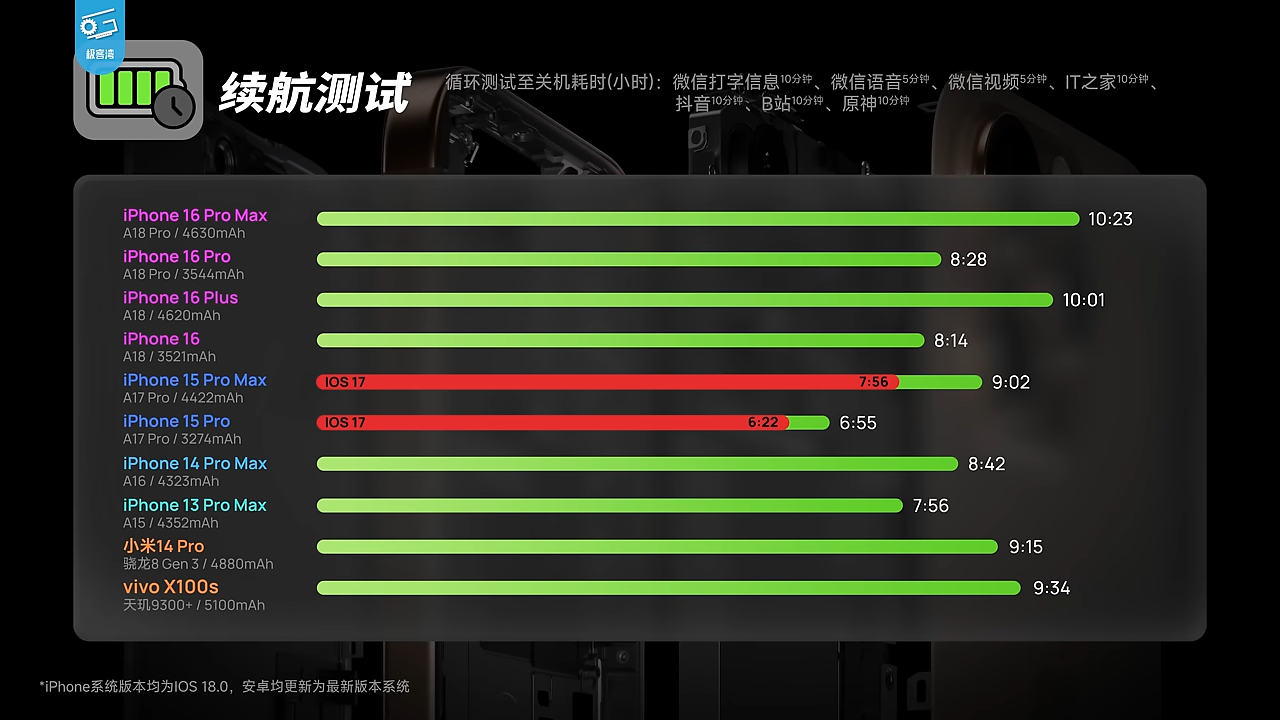 极客湾
续航测试
循环测试至关机耗时(小时)：微信打字信息10分钟、微信语音5分钟、微信视频5分钟、IT之家10分钟、
抖音10分钟、B站10分钟、原神10分钟
iPhone 16 Pro Max
A18 Pro / 4630mAh
10:23
iPhone 16 Pro
A18 Pro / 3544mAh
8:28
iPhone 16 Plus
A18 / 4620mAh
10:01
iPhone 16
A18 / 3521mAh
8:14
iPhone 15 Pro Max
A17 Pro / 4422mAh
IOS 17
7:56
9:02
iPhone 15 Pro
A17 Pro / 3274mAh
IOS 17
6:22
6:55
iPhone 14 Pro Max
A16 / 4323mAh
8:42
iPhone 13 Pro Max
A15 / 4352mAh
7:56
小米14 Pro
骁龙8 Gen 3 / 4880mAh
9:15
vivo X100s
天玑9300+ / 5100mAh
9:34
*iPhone系统版本均为IOS 18.0，安卓均更新为最新版本系统